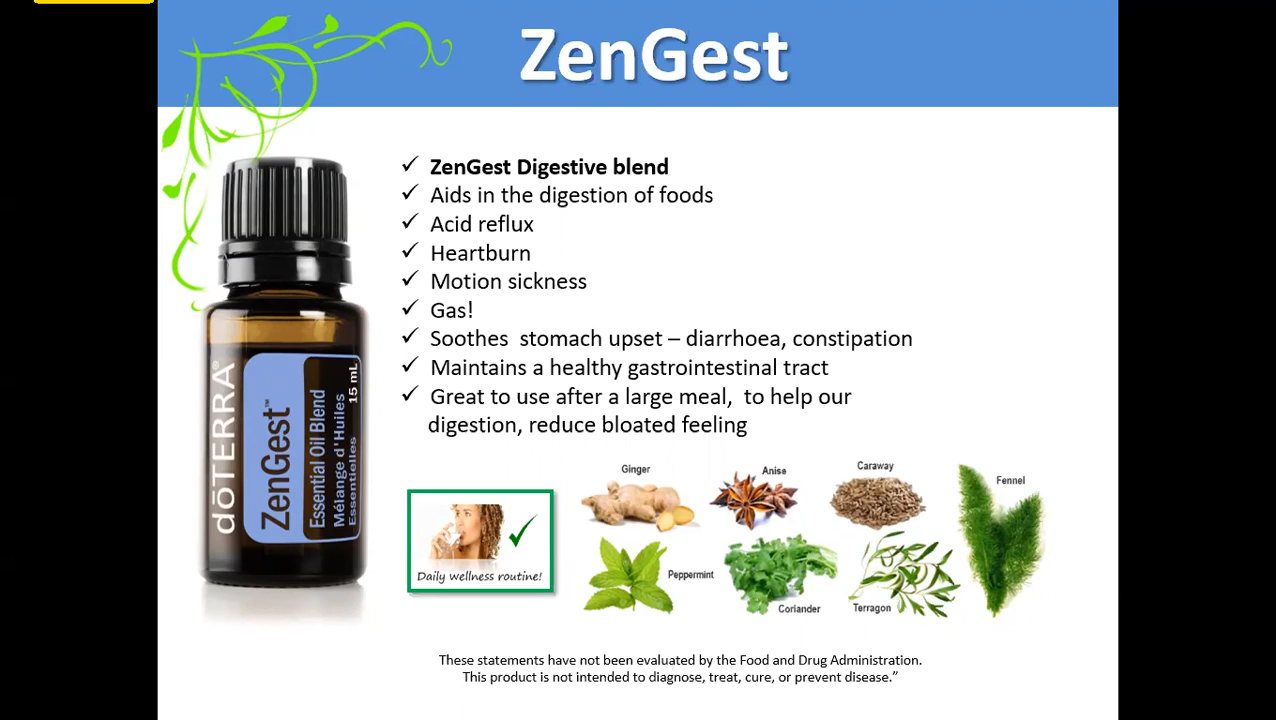 ZenGest
✓ ZenGest Digestive blend
✓ Aids in the digestion of foods
✓ Acid reflux
✓ Heartburn
✓ Motion sickness
✓ Gas!
✓ Soothes stomach upset – diarrhoea, constipation
✓ Maintains a healthy gastrointestinal tract
✓ Great to use after a large meal, to help our
digestion, reduce bloated feeling
dōTERRA®
ZenGest™
Essential Oil Blend
Mélange d'Huiles
Essentielles 15 mL
Daily wellness routine!
Ginger
Anise
Caraway
Fennel
Peppermint
Coriander
Terragon
These statements have not been evaluated by the Food and Drug Administration.
This product is not intended to diagnose, treat, cure, or prevent disease.”